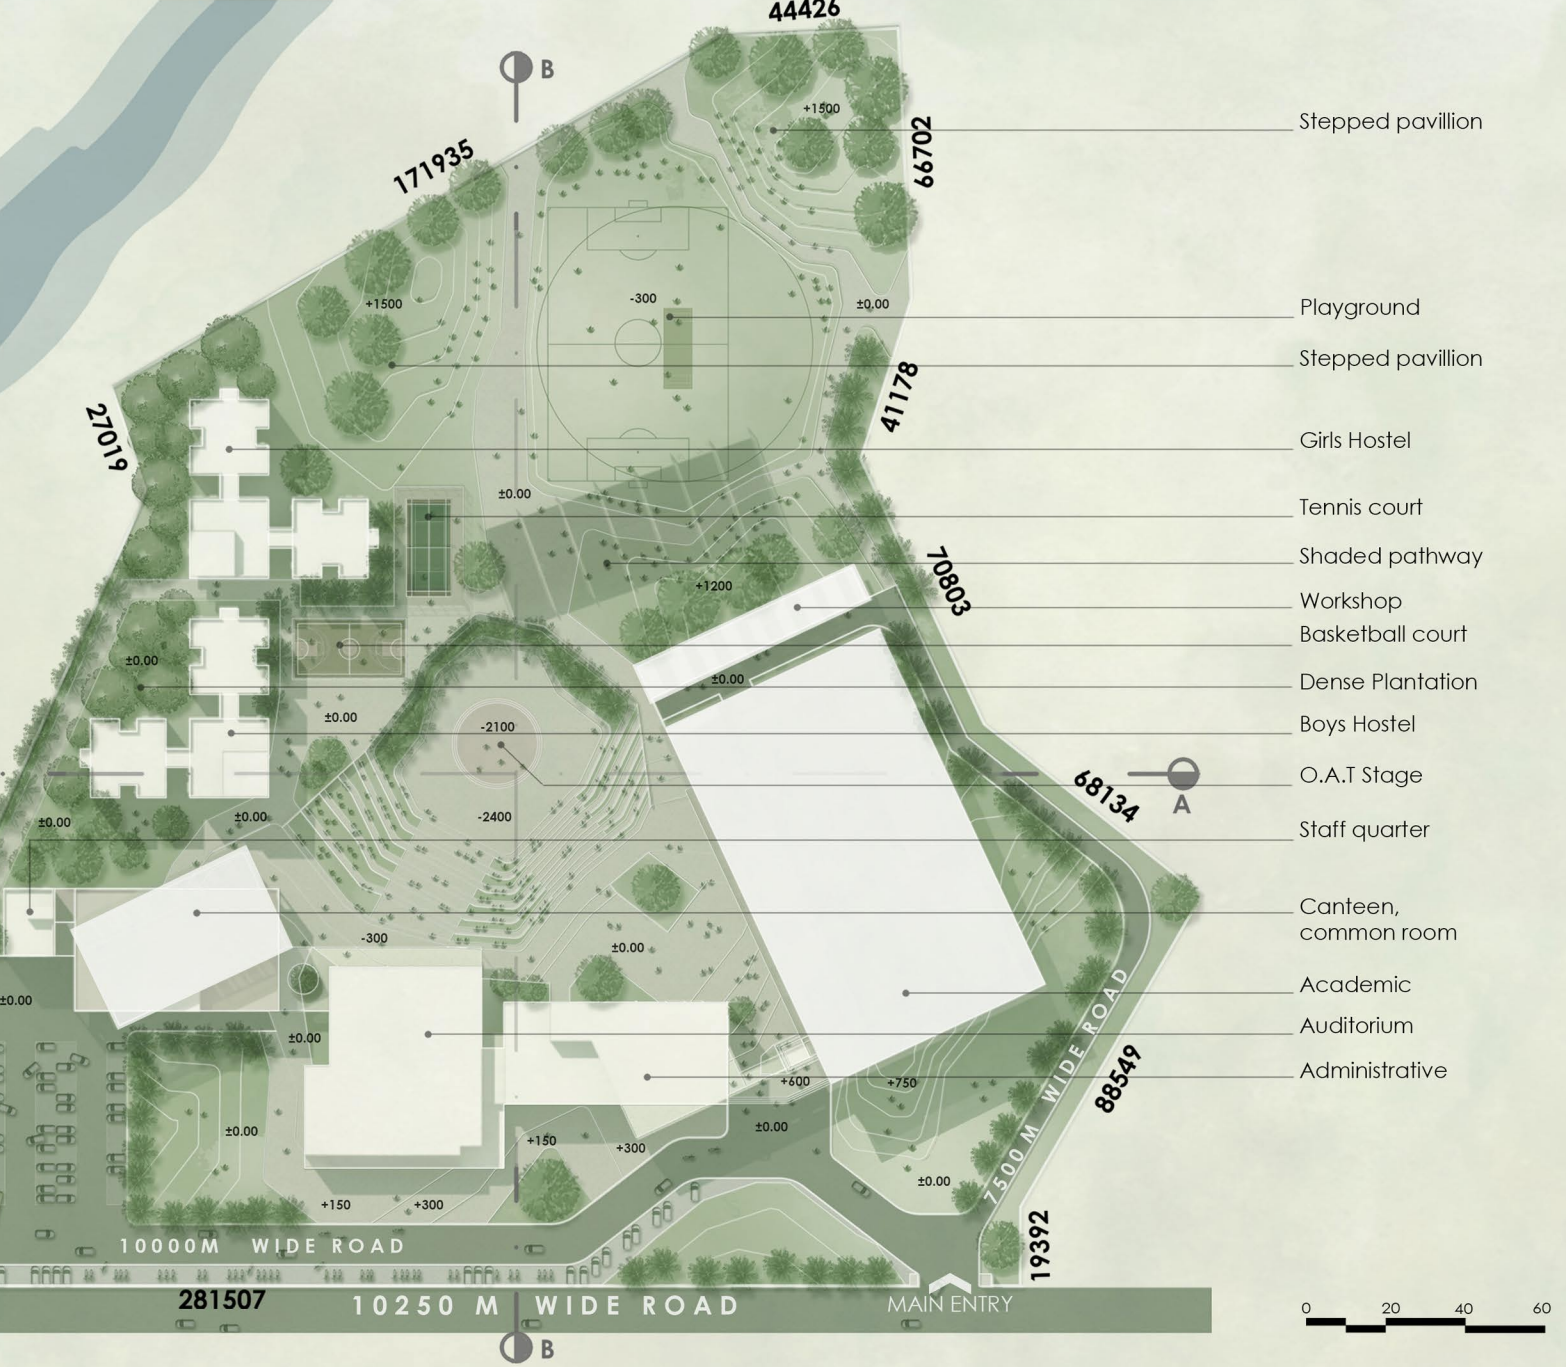 44426
B
+1500
Stepped pavillion
66702
171935
-300
±0.00
+1500
Playground
Stepped pavillion
41178
27019
Girls Hostel
±0.00
Tennis court
Shaded pathway
70803
+1200
Workshop
Basketball court
±0.00
±0.00
Dense Plantation
±0.00
-2100
Boys Hostel
O.A.T Stage
68134
A
±0.00
±0.00
-2400
Staff quarter
Canteen,
common room
-300
±0.00
Academic
±0.00
±0.00
Auditorium
Administrative
+600
+750
7500 M WIDE ROAD
88549
±0.00
±0.00
+150
+300
±0.00
+150
+300
19392
10000M WIDE ROAD
281507
10250 M WIDE ROAD
MAIN ENTRY
0 20 40 60
B